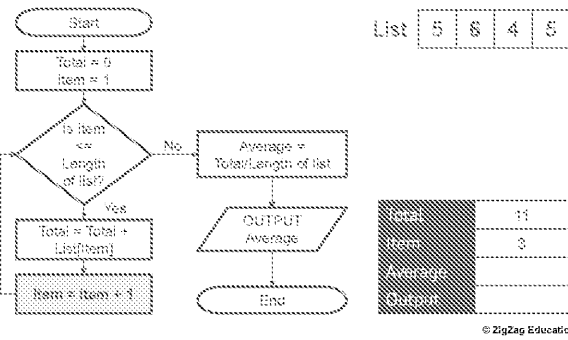 Start
List 5 6 4 5
Total = 0
Item = 1
Is item
<=
Length
of list?
No
Average =
Total/Length of list
Yes
Total = Total +
List[Item]
OUTPUT
Average
Item = Item + 1
End
Total 11
Item 3
Average
Output
© ZigZag Educatio